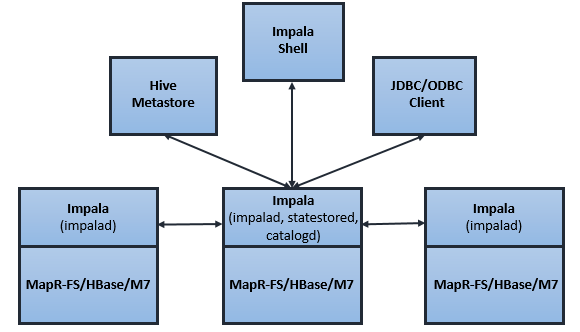 Impala
Shell
Hive
Metastore
JDBC/ODBC
Client
Impala
(impalad)
Impala
(impalad, statestored,
catalogd)
Impala
(impalad)
MapR-FS/HBase/M7
MapR-FS/HBase/M7
MapR-FS/HBase/M7